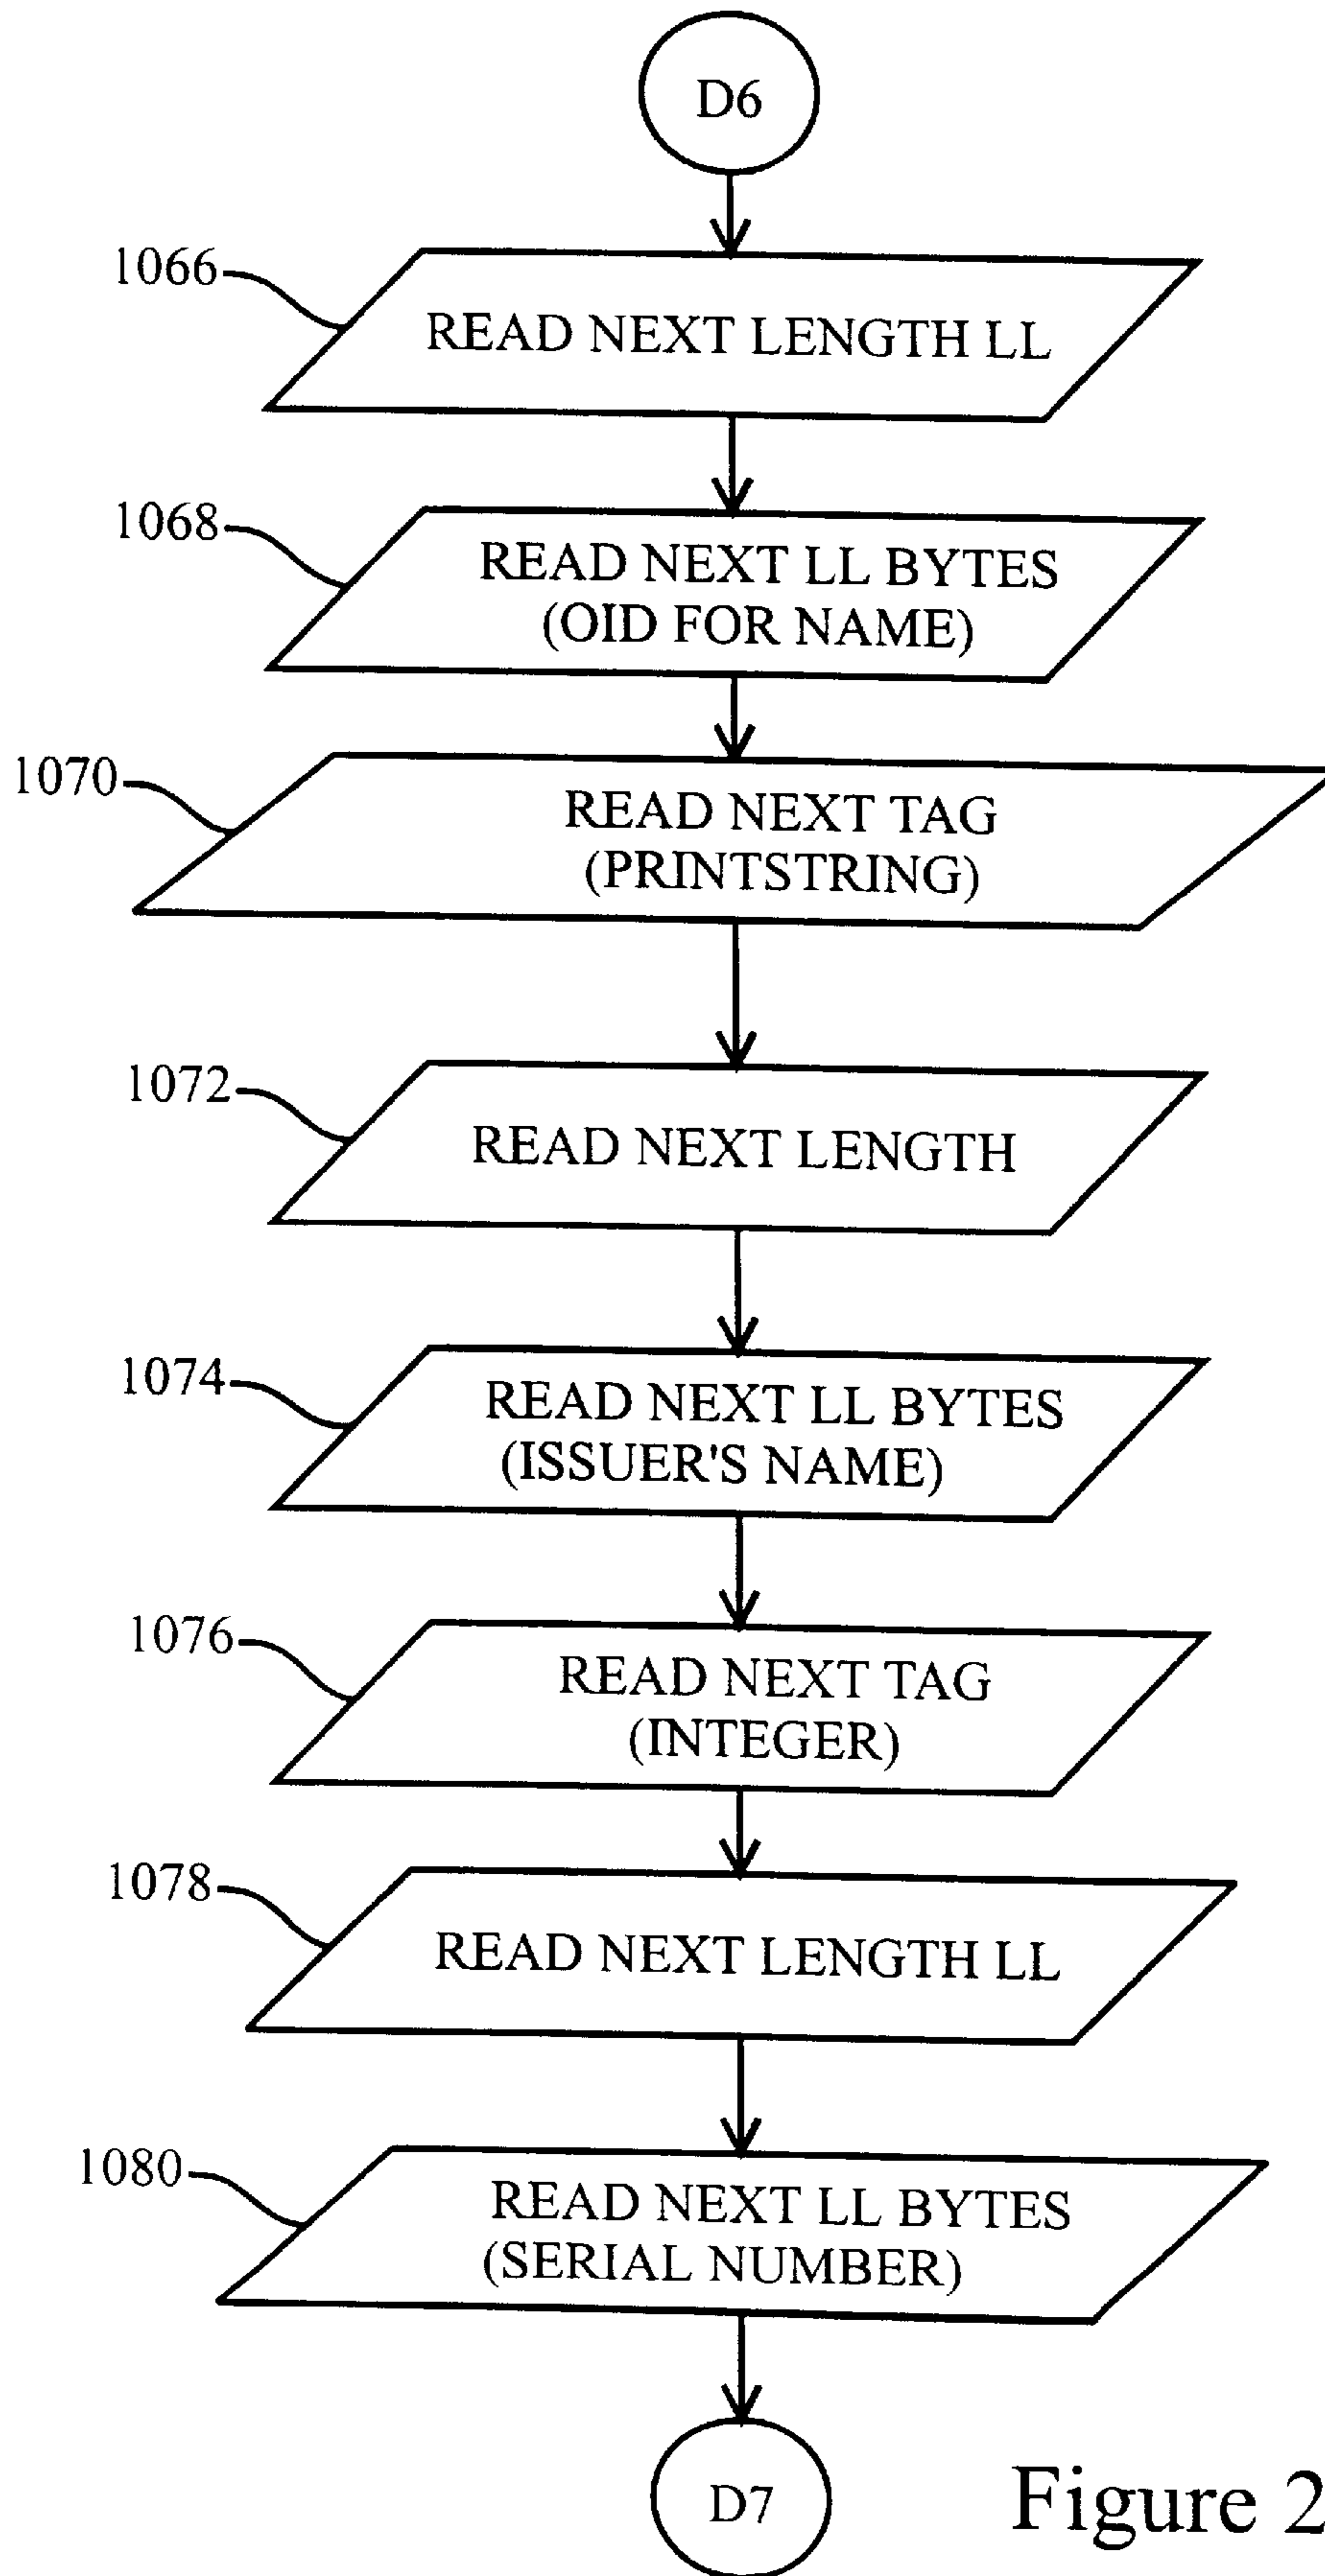 D6
1066
READ NEXT LENGTH LL
1068
READ NEXT LL BYTES
(OID FOR NAME)
1070
READ NEXT TAG
(PRINTSTRING)
1072
READ NEXT LENGTH
1074
READ NEXT LL BYTES
(ISSUER'S NAME)
1076
READ NEXT TAG
(INTEGER)
1078
READ NEXT LENGTH LL
1080
READ NEXT LL BYTES
(SERIAL NUMBER)
D7
Figure 2